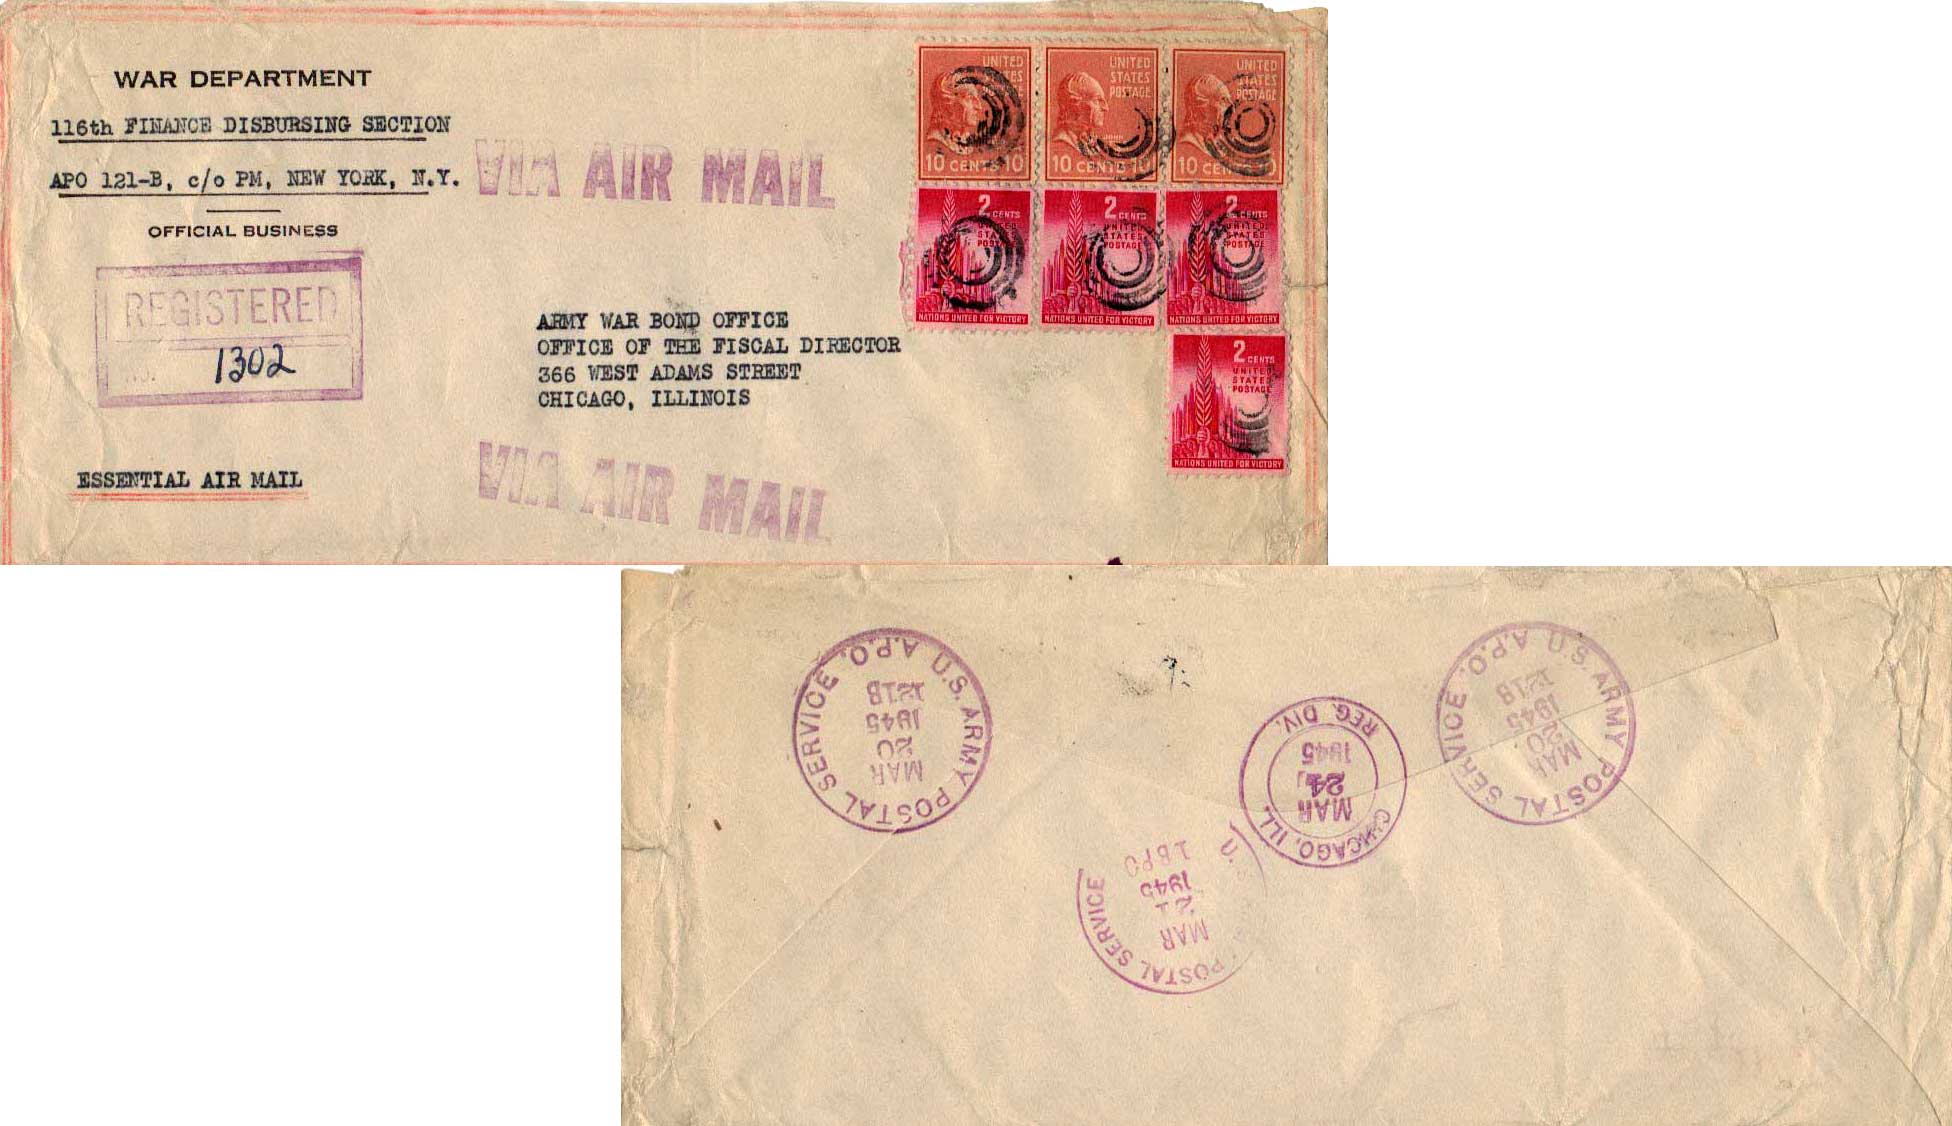 WAR DEPARTMENT
116th FINANCE DISBURSING SECTION
APO 121-B, c/o PM, NEW YORK, N.Y.
OFFICIAL BUSINESS
REGISTERED
NO. 1302
ESSENTIAL AIR MAIL
VIA AIR MAIL
ARMY WAR BOND OFFICE
OFFICE OF THE FISCAL DIRECTOR
366 WEST ADAMS STREET
CHICAGO, ILLINOIS
VIA AIR MAIL
UNITED
STATES
POSTAGE
10 CENTS 10
UNITED
STATES
POSTAGE
JOHN
10 CENTS 10
UNITED
STATES
POSTAGE
10 CENTS 10
2 CENTS
UNITED
STATES
POSTAGE
NATIONS UNITED FOR VICTORY
2 CENTS
UNITED
STATES
POSTAGE
NATIONS UNITED FOR VICTORY
2 CENTS
UNITED
STATES
POSTAGE
NATIONS UNITED FOR VICTORY
2 CENTS
UNITED
STATES
POSTAGE
NATIONS UNITED FOR VICTORY
U.S. ARMY POSTAL SERVICE A.P.O.
MAR
20
1945
121B
U.S. ARMY POSTAL SERVICE A.P.O.
MAR
20
1945
121B
CHICAGO, ILL.
MAR
24
1945
REG. DIV.
U. POSTAL SERVICE
MAR
21
1945
1BPO